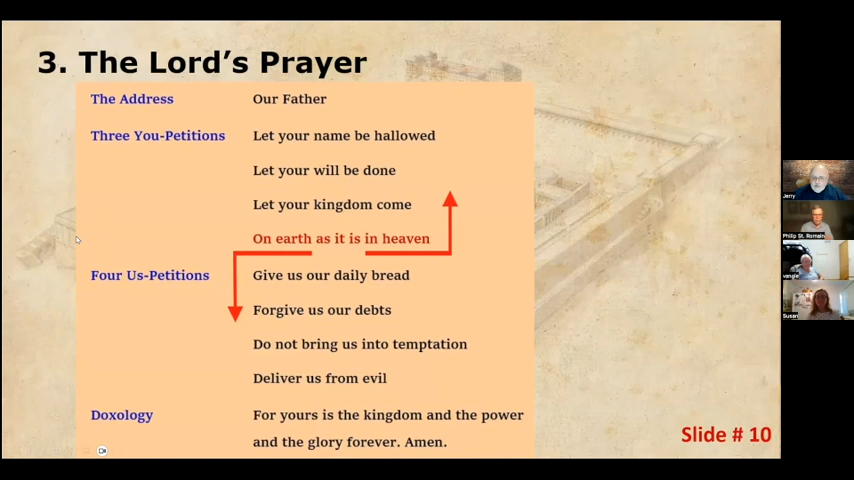 3. The Lord's Prayer
The Address Our Father
Three You-Petitions Let your name be hallowed
Let your will be done
Let your kingdom come
On earth as it is in heaven
Four Us-Petitions Give us our daily bread
Forgive us our debts
Do not bring us into temptation
Deliver us from evil
Doxology For yours is the kingdom and the power
and the glory forever. Amen.
Slide # 10
Jerry
Philip St. Romain
vangie
Susan